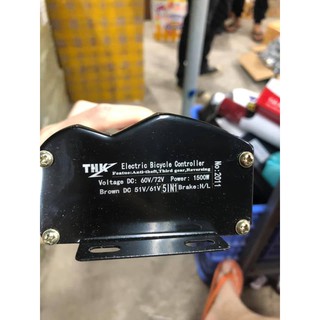 THK
Electric Bicycle Controller
Featus:Anti-theft,Third gear,Reversing
Voltage DC: 60V/72V Power: 1500W
Brown DC 51V/61V 5IN1 Brake:H/L
No:2011